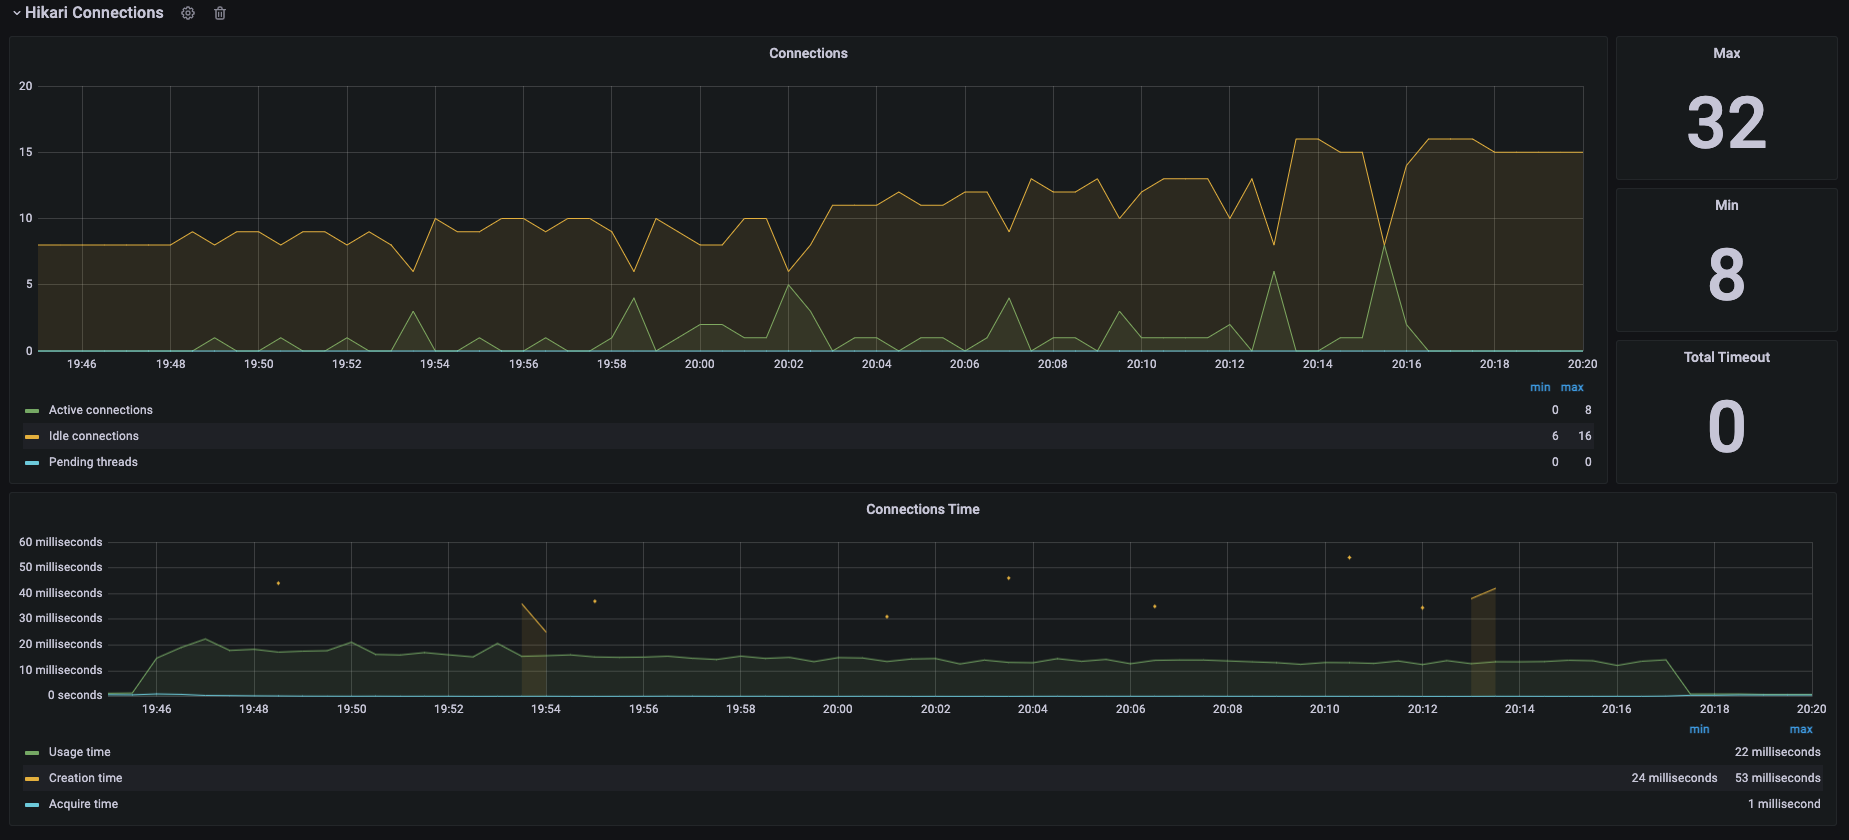 Hikari Connections
Connections
20
15
10
5
0
19:46 19:48 19:50 19:52 19:54 19:56 19:58 20:00 20:02 20:04 20:06 20:08 20:10 20:12 20:14 20:16 20:18 20:20
min max
Active connections 0 8
Idle connections 6 16
Pending threads 0 0
Max
32
Min
8
Total Timeout
0
Connections Time
60 milliseconds
50 milliseconds
40 milliseconds
30 milliseconds
20 milliseconds
10 milliseconds
0 seconds
19:46 19:48 19:50 19:52 19:54 19:56 19:58 20:00 20:02 20:04 20:06 20:08 20:10 20:12 20:14 20:16 20:18 20:20
min max
Usage time 22 milliseconds
Creation time 24 milliseconds 53 milliseconds
Acquire time 1 millisecond